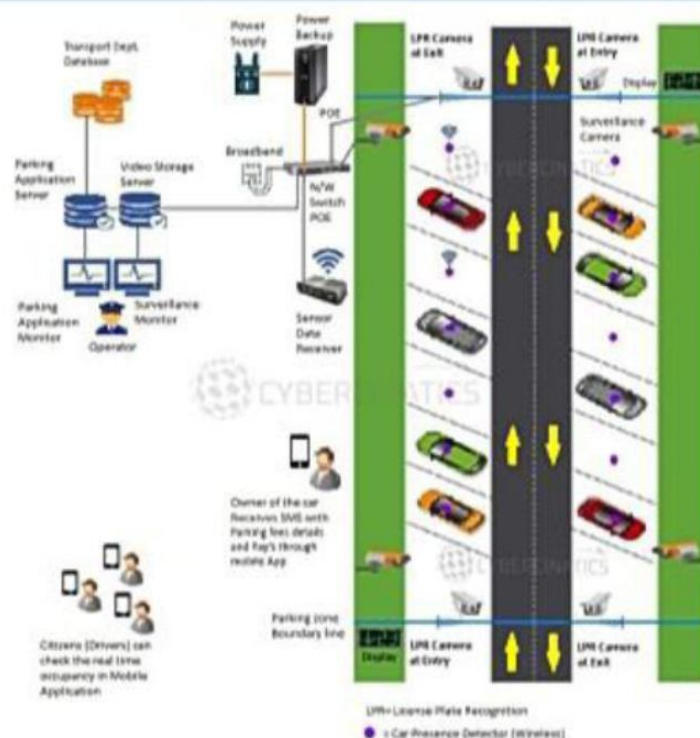 Transport Dept.
Database
Power
Supply
Power
Backup
LPR Camera
at Exit
LPR Camera
at Entry
Display
POE
Surveillance
Camera
Broadband
Parking
Application
Server
Video Storage
Server
N/W
Switch
POE
Parking
Application
Monitor
Surveillance
Monitor
Operator
Sensor
Data
Receiver
CYBERCINATICS
CYBERCINATICS
CYBERCINATICS
Owner of the car
Receives SMS with
Parking fees details
and Pay's through
mobile App
Citizens (Drivers) can
check the real time
occupancy in Mobile
Application
Parking zone
Boundary line
Display
LPR Camera
at Entry
LPR Camera
at Exit
LPR= License Plate Recognition
= Car Presence Detector (Wireless)